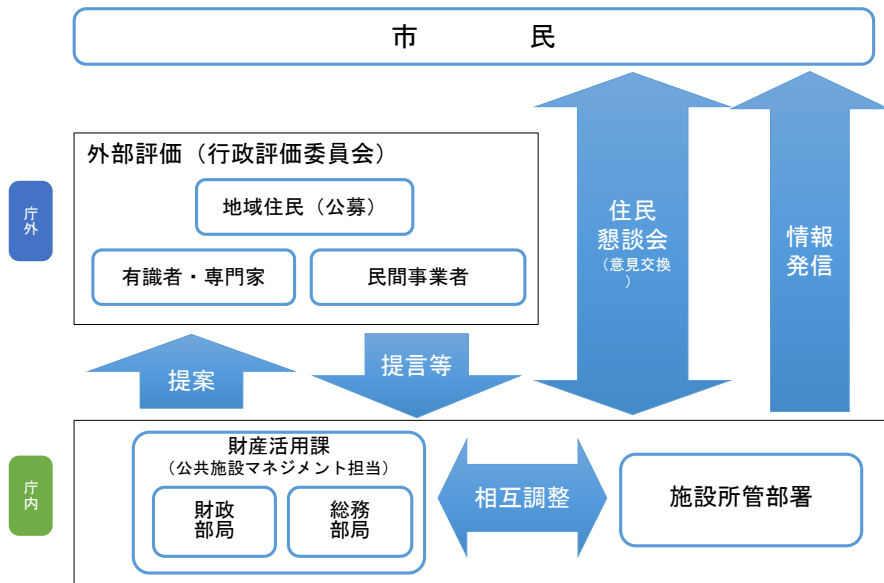 市　　　民
外部評価（行政評価委員会）
地域住民（公募）
有識者・専門家
民間事業者
庁
外
住民
懇談会
（意見交換
）
情報
発信
提案
提言等
庁
内
財産活用課
（公共施設マネジメント担当）
財政
部局
総務
部局
相互調整
施設所管部署